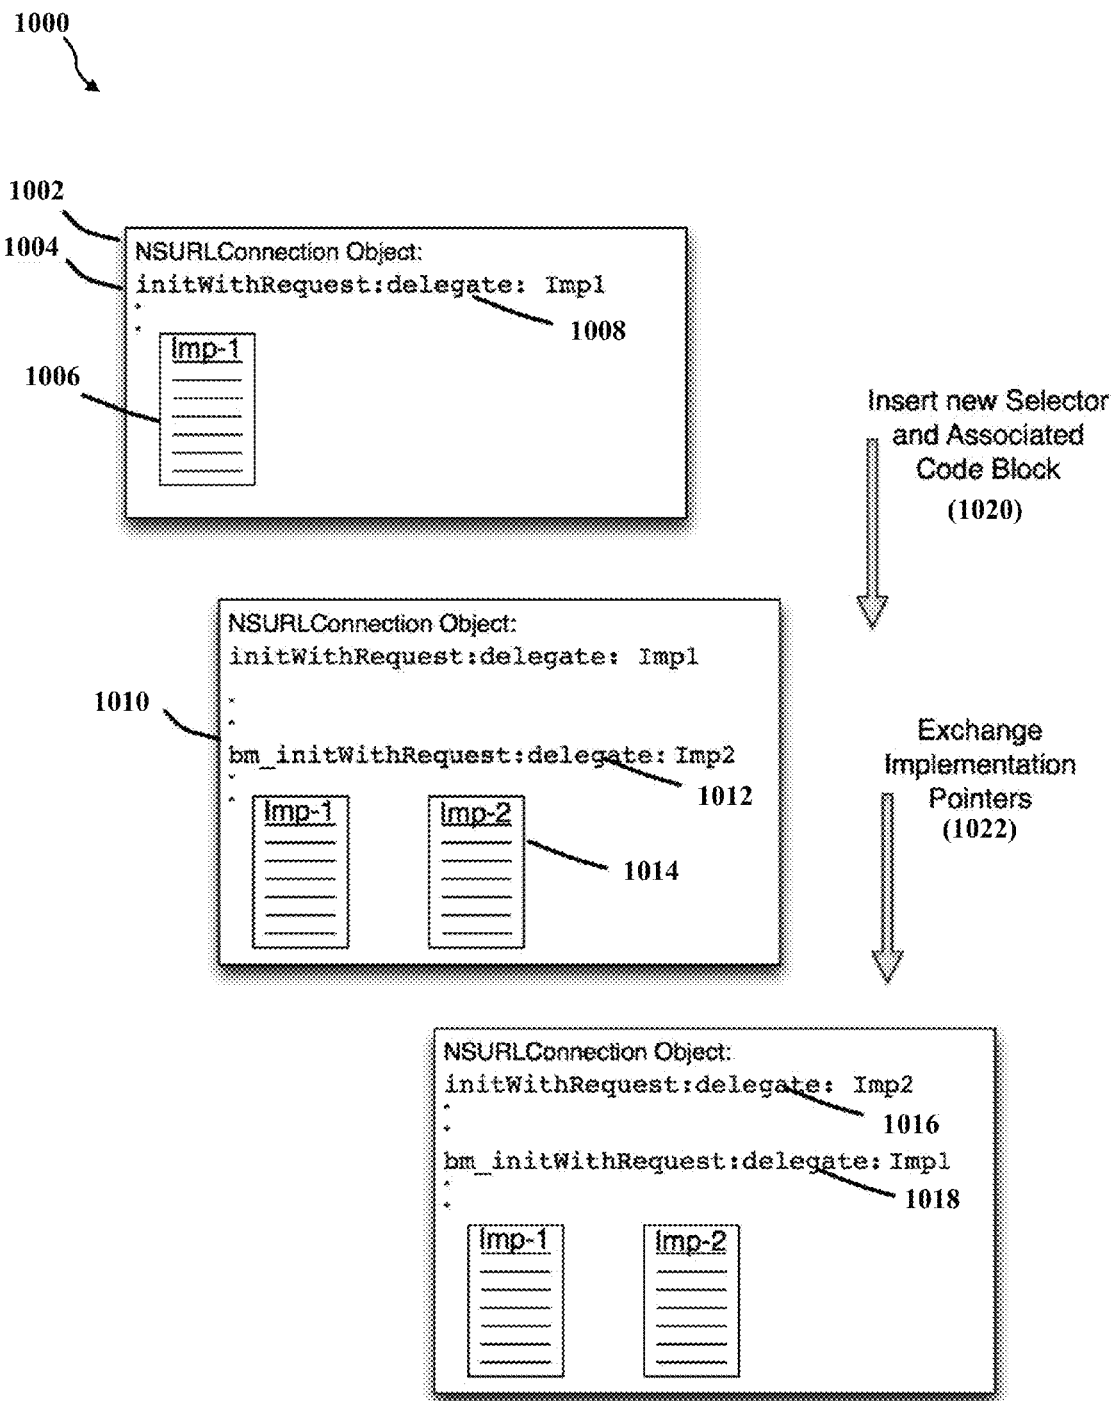 1000
1002
NSURLConnection Object:
1004
initWithRequest:delegate: Imp1
1008
Imp-1
1006
Insert new Selector
and Associated
Code Block
(1020)
NSURLConnection Object:
initWithRequest:delegate: Imp1
1010
bm_initWithRequest:delegate: Imp2
1012
Imp-1
Imp-2
1014
Exchange
Implementation
Pointers
(1022)
NSURLConnection Object:
initWithRequest:delegate: Imp2
1016
bm_initWithRequest:delegate: Imp1
1018
Imp-1
Imp-2